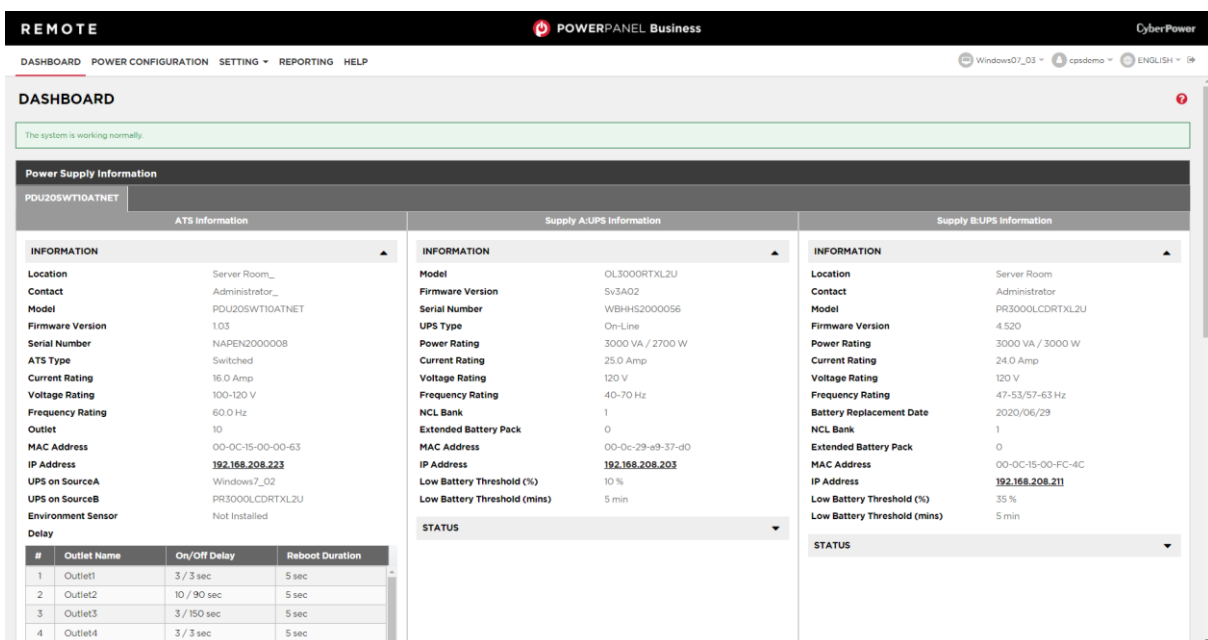 REMOTE
POWERPANEL Business
CyberPower
DASHBOARD POWER CONFIGURATION SETTING REPORTING HELP
Windows07_03 cpsdemo ENGLISH
DASHBOARD
The system is working normally.
Power Supply Information
PDU20SWT10ATNET
ATS Information
INFORMATION
Location Server Room_
Contact Administrator_
Model PDU20SWT10ATNET
Firmware Version 1.03
Serial Number NAPEN2000008
ATS Type Switched
Current Rating 16.0 Amp
Voltage Rating 100-120 V
Frequency Rating 60.0 Hz
Outlet 10
MAC Address 00-0C-15-00-00-63
IP Address 192.168.208.223
UPS on SourceA Windows7_02
UPS on SourceB PR3000LCDRTXL2U
Environment Sensor Not Installed
Delay
# Outlet Name On/Off Delay Reboot Duration
1 Outlet1 3 / 3 sec 5 sec
2 Outlet2 10 / 90 sec 5 sec
3 Outlet3 3 / 150 sec 5 sec
4 Outlet4 3 / 3 sec 5 sec
Supply A:UPS Information
INFORMATION
Model OL3000RTXL2U
Firmware Version Sv3A02
Serial Number WBHHS2000056
UPS Type On-Line
Power Rating 3000 VA / 2700 W
Current Rating 25.0 Amp
Voltage Rating 120 V
Frequency Rating 40-70 Hz
NCL Bank 1
Extended Battery Pack 0
MAC Address 00-0c-29-a9-37-d0
IP Address 192.168.208.203
Low Battery Threshold (%) 10 %
Low Battery Threshold (mins) 5 min
STATUS
Supply B:UPS Information
INFORMATION
Location Server Room
Contact Administrator
Model PR3000LCDRTXL2U
Firmware Version 4.520
Power Rating 3000 VA / 3000 W
Current Rating 24.0 Amp
Voltage Rating 120 V
Frequency Rating 47-53/57-63 Hz
Battery Replacement Date 2020/06/29
NCL Bank 1
Extended Battery Pack 0
MAC Address 00-0C-15-00-FC-4C
IP Address 192.168.208.211
Low Battery Threshold (%) 35 %
Low Battery Threshold (mins) 5 min
STATUS